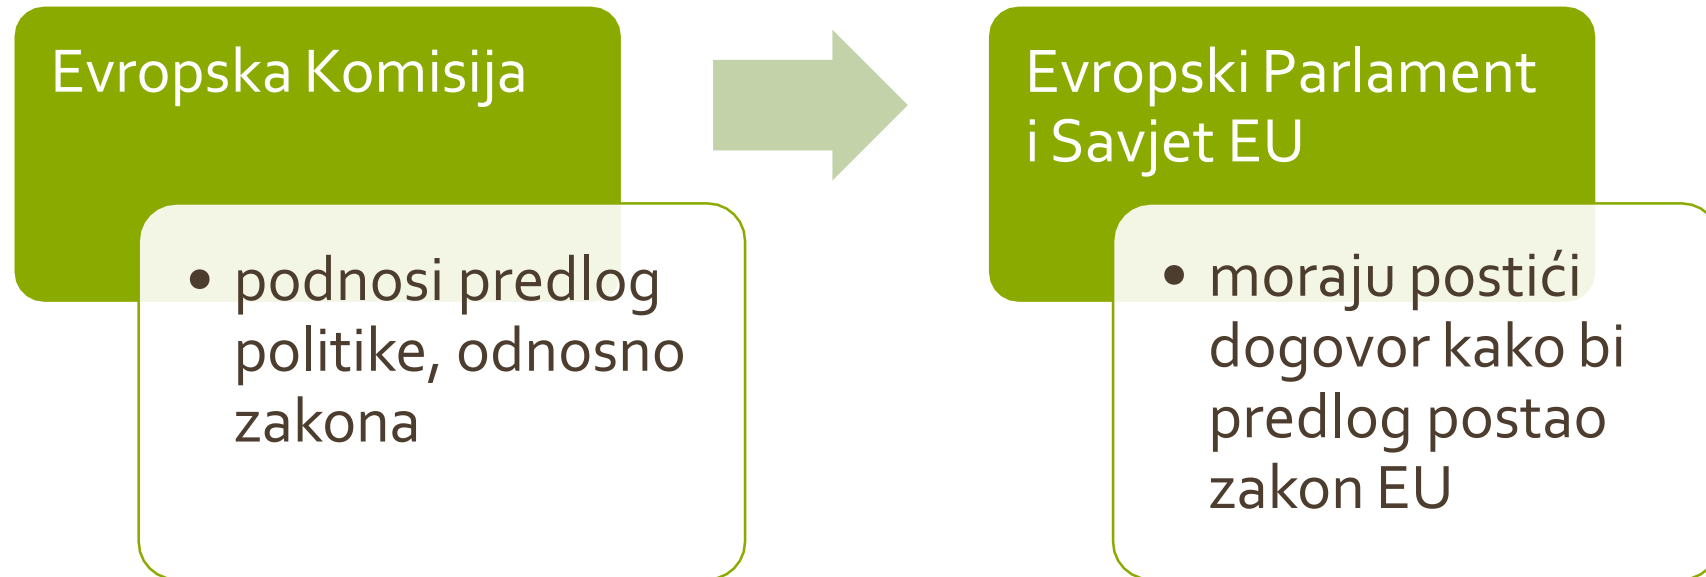 Evropska Komisija
• podnosi predlog
politike, odnosno
zakona
Evropski Parlament
i Savjet EU
• moraju postići
dogovor kako bi
predlog postao
zakon EU